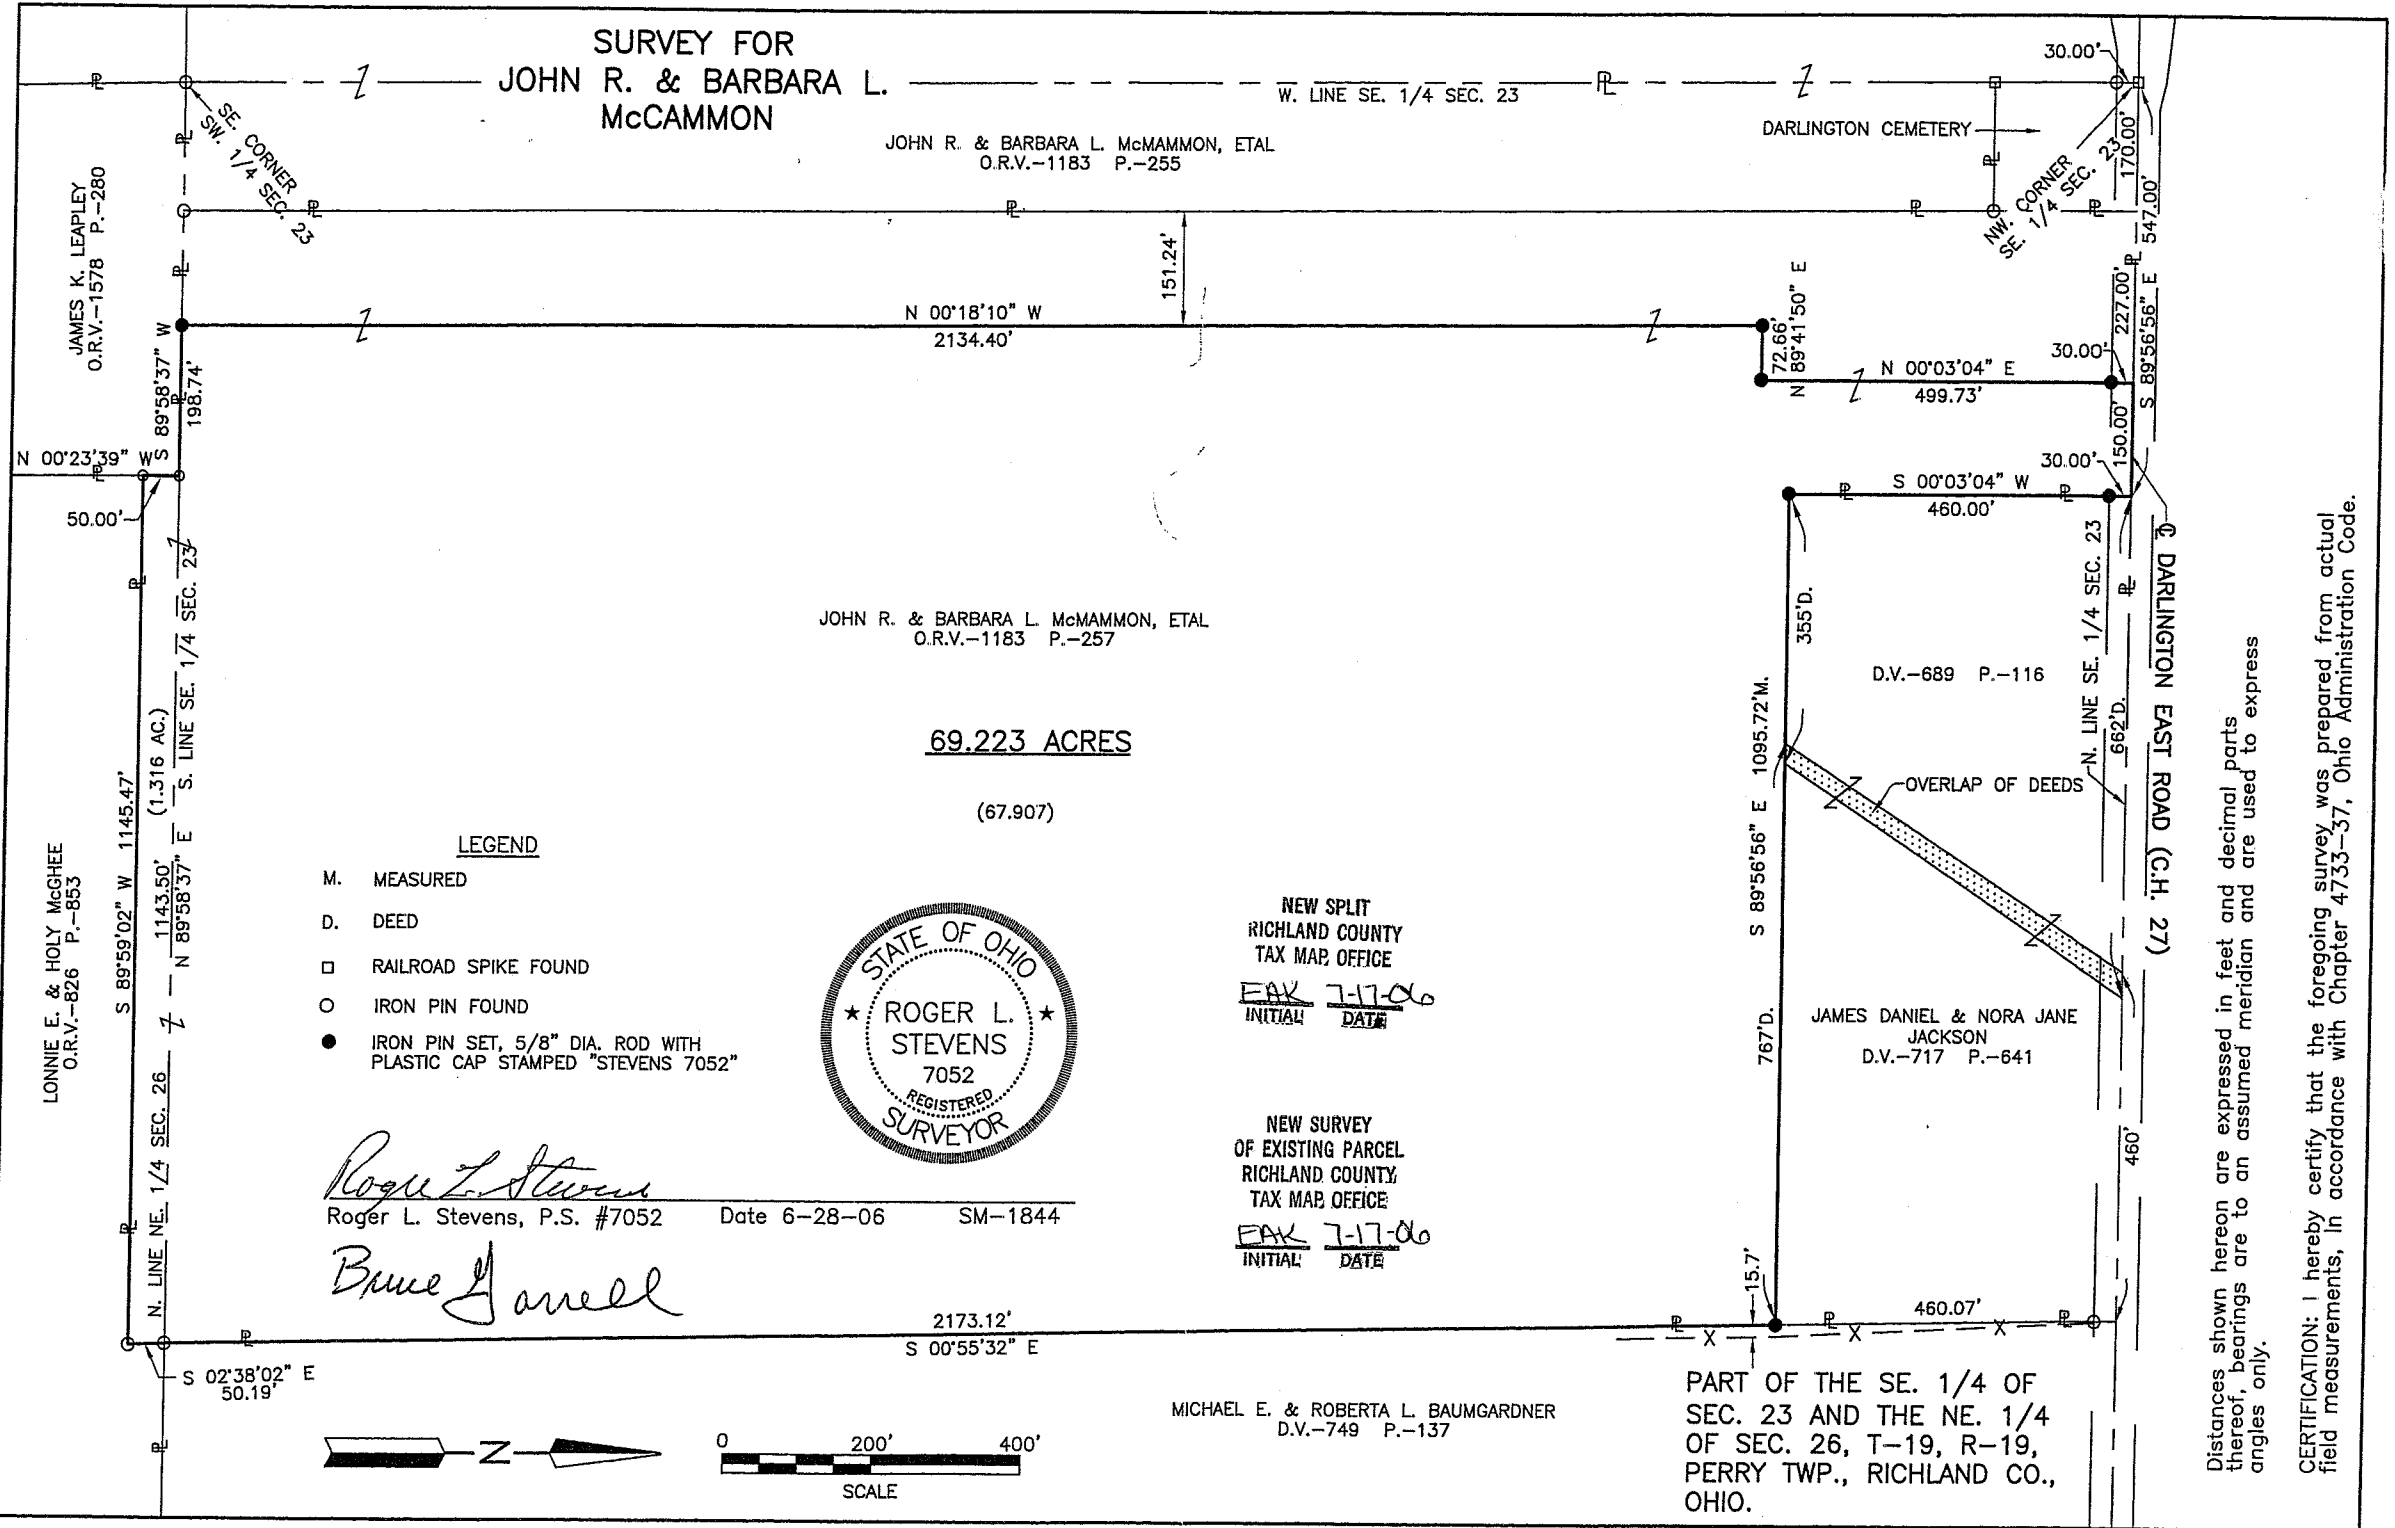 SURVEY FOR
JOHN R. & BARBARA L.
McCAMMON
W. LINE SE. 1/4 SEC. 23
JOHN R. & BARBARA L. McMAMMON, ETAL
O.R.V.-1183 P.-255
DARLINGTON CEMETERY
30.00'
170.00'
NW. CORNER
SE. 1/4 SEC. 23
547.00'
227.00'
S 89°56'56" E
SE. CORNER
SW. 1/4 SEC. 23
JAMES K. LEAPLEY
O.R.V.-1578 P.-280
151.24'
N 00°18'10" W
2134.40'
72.66'
N 89°41'50" E
30.00'
N 00°03'04" E
499.73'
150.00'
30.00'
S 00°03'04" W
460.00'
S 89°58'37" W
198.74'
N 00°23'39" W
50.00'
S. LINE SE. 1/4 SEC. 23
(1.316 AC.)
S 89°59'02" W 1145.47'
1143.50'
N 89°58'37" E
N. LINE NE. 1/4 SEC. 26
LONNIE E. & HOLY McGHEE
O.R.V.-826 P.-853
JOHN R. & BARBARA L. McMAMMON, ETAL
O.R.V.-1183 P.-257
69.223 ACRES
(67.907)
355'D.
S 89°56'56" E 1095.72'M.
767'D.
D.V.-689 P.-116
N. LINE SE. 1/4 SEC. 23
662'D.
℄ DARLINGTON EAST ROAD (C.H. 27)
OVERLAP OF DEEDS
JAMES DANIEL & NORA JANE
JACKSON
D.V.-717 P.-641
460'
LEGEND
M. MEASURED
D. DEED
□ RAILROAD SPIKE FOUND
○ IRON PIN FOUND
● IRON PIN SET, 5/8" DIA. ROD WITH
PLASTIC CAP STAMPED "STEVENS 7052"
STATE OF OHIO
ROGER L.
STEVENS
7052
REGISTERED
SURVEYOR
NEW SPLIT
RICHLAND COUNTY
TAX MAP OFFICE
EAK 7-17-06
INITIAL DATE
NEW SURVEY
OF EXISTING PARCEL
RICHLAND COUNTY
TAX MAP OFFICE
EAK 7-17-06
INITIAL DATE
Roger L. Stevens
Roger L. Stevens, P.S. #7052 Date 6-28-06 SM-1844
Bruce
15.7'
460.07'
2173.12'
S 00°55'32" E
S 02°38'02" E
50.19'
N
0 200' 400'
SCALE
MICHAEL E. & ROBERTA L. BAUMGARDNER
D.V.-749 P.-137
PART OF THE SE. 1/4 OF
SEC. 23 AND THE NE. 1/4
OF SEC. 26, T-19, R-19,
PERRY TWP., RICHLAND CO.,
OHIO.
Distances shown hereon are expressed in feet and decimal parts
thereof, bearings are to an assumed meridian and are used to express
angles only.
CERTIFICATION: I hereby certify that the foregoing survey was prepared from actual
field measurements, In accordance with Chapter 4733-37, Ohio Administration Code.